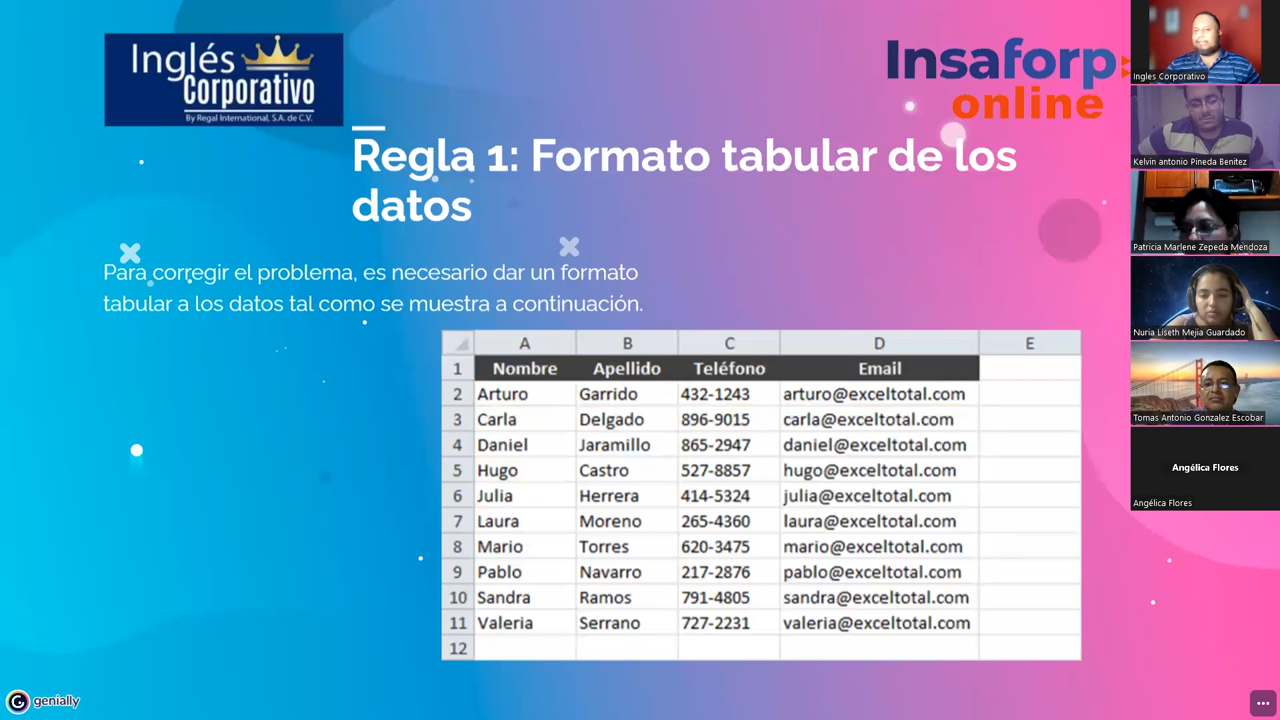 Inglés
Corporativo
By Regal International, S.A. de C.V.
Insaforp
online
Regla 1: Formato tabular de los
datos
Para corregir el problema, es necesario dar un formato
tabular a los datos tal como se muestra a continuación.
A B C D E
1 Nombre Apellido Teléfono Email
2 Arturo Garrido 432-1243 arturo@exceltotal.com
3 Carla Delgado 896-9015 carla@exceltotal.com
4 Daniel Jaramillo 865-2947 daniel@exceltotal.com
5 Hugo Castro 527-8857 hugo@exceltotal.com
6 Julia Herrera 414-5324 julia@exceltotal.com
7 Laura Moreno 265-4360 laura@exceltotal.com
8 Mario Torres 620-3475 mario@exceltotal.com
9 Pablo Navarro 217-2876 pablo@exceltotal.com
10 Sandra Ramos 791-4805 sandra@exceltotal.com
11 Valeria Serrano 727-2231 valeria@exceltotal.com
12
genially
Ingles Corporativo
Kelvin antonio Pineda Benitez
Patricia Marlene Zepeda Mendoza
Nuria Liseth Mejia Guardado
Tomas Antonio Gonzalez Escobar
Angélica Flores
Angélica Flores